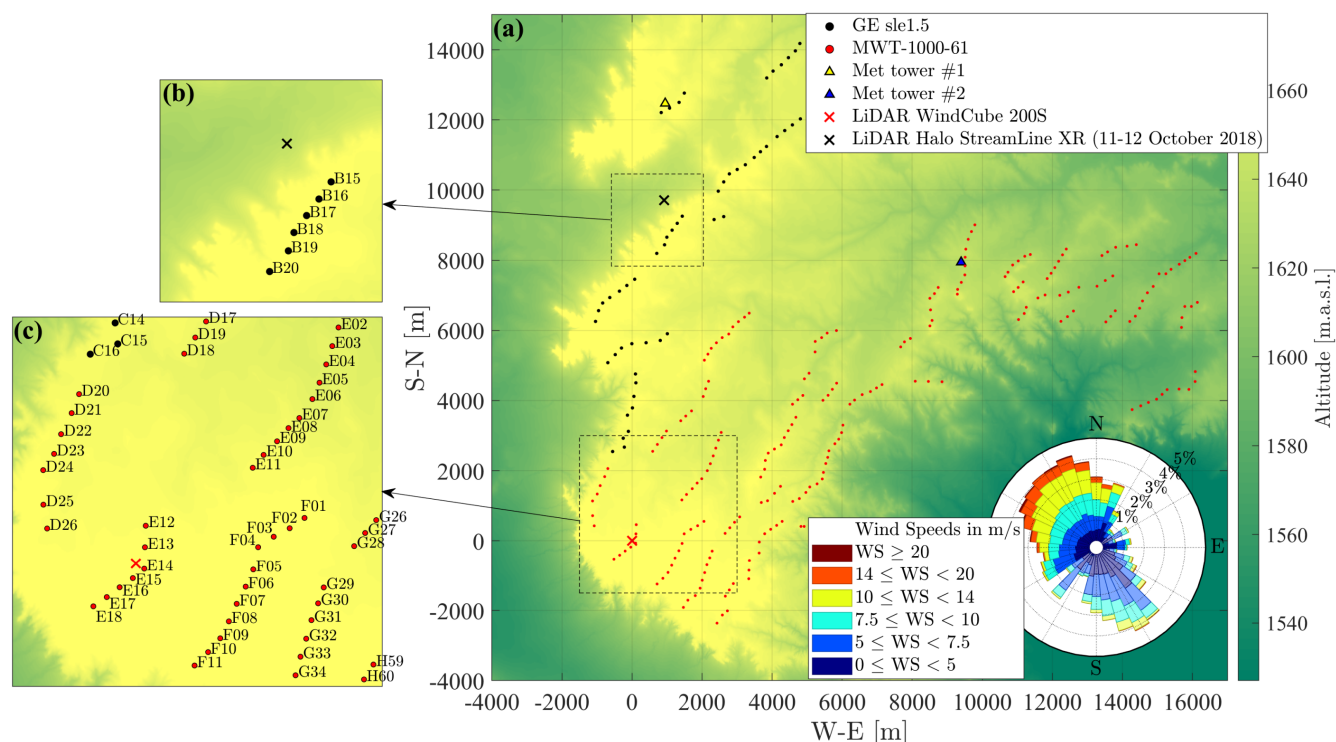 (a)
GE sle1.5
MWT-1000-61
Met tower #1
Met tower #2
LiDAR WindCube 200S
LiDAR Halo StreamLine XR (11-12 October 2018)
14000
12000
10000
8000
6000
4000
2000
0
-2000
-4000
S-N [m]
-4000 -2000 0 2000 4000 6000 8000 10000 12000 14000 16000
W-E [m]
1660
1640
1620
1600
1580
1560
1540
Altitude [m.a.s.l.]
Wind Speeds in m/s
WS ≥ 20
14 ≤ WS < 20
10 ≤ WS < 14
7.5 ≤ WS < 10
5 ≤ WS < 7.5
0 ≤ WS < 5
N
E
S
5%
4%
3%
2%
1%
(b)
B15
B16
B17
B18
B19
B20
(c)
C14
C15
C16
D17
D19
D18
D20
D21
D22
D23
D24
D25
D26
E02
E03
E04
E05
E06
E07
E08
E09
E10
E11
E12
E13
E14
E15
E16
E17
E18
F01
F02
F03
F04
F05
F06
F07
F08
F09
F10
F11
G26
G27
G28
G29
G30
G31
G32
G33
G34
H59
H60